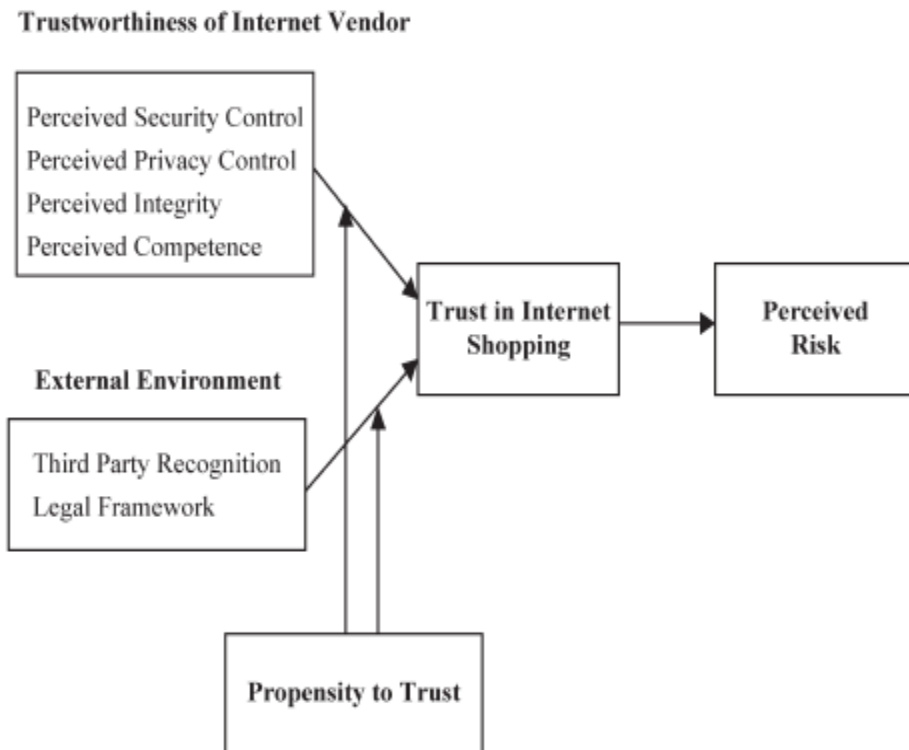 Trustworthiness of Internet Vendor
Perceived Security Control
Perceived Privacy Control
Perceived Integrity
Perceived Competence
Trust in Internet
Shopping
Perceived
Risk
External Environment
Third Party Recognition
Legal Framework
Propensity to Trust